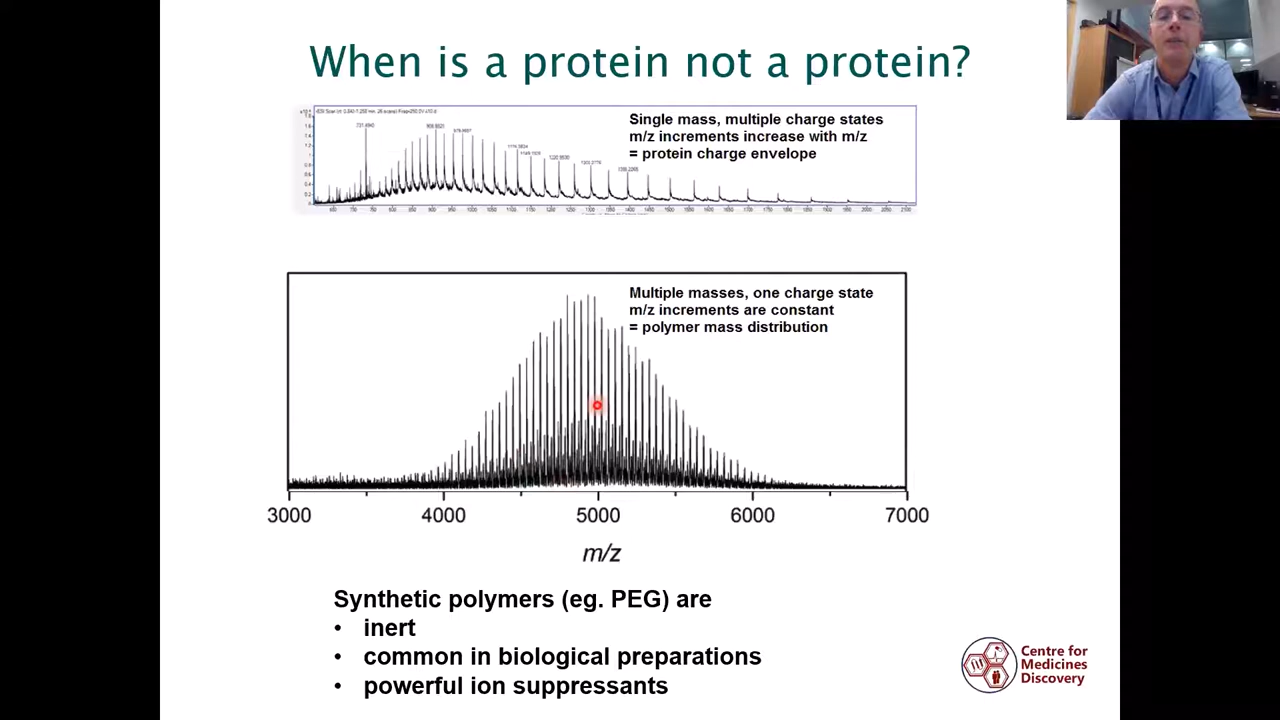 When is a protein not a protein?
Single mass, multiple charge states
m/z increments increase with m/z
= protein charge envelope
Multiple masses, one charge state
m/z increments are constant
= polymer mass distribution
3000 4000 5000 6000 7000
m/z
Synthetic polymers (eg. PEG) are
• inert
• common in biological preparations
• powerful ion suppressants
Centre for
Medicines
Discovery